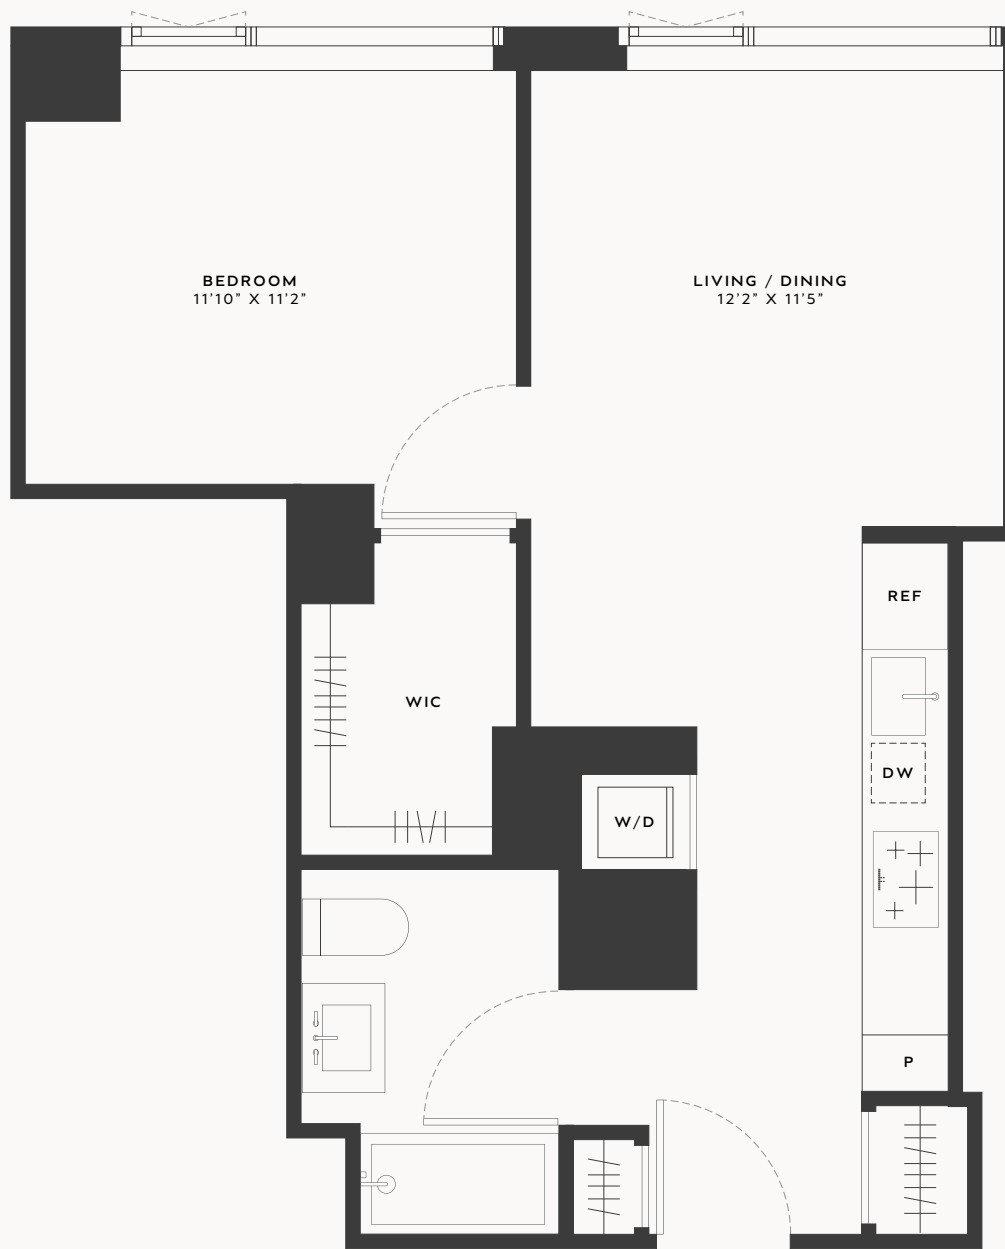 BEDROOM
11’10” X 11’2”
LIVING / DINING
12’2” X 11’5”
REF
WIC
DW
W/D
P